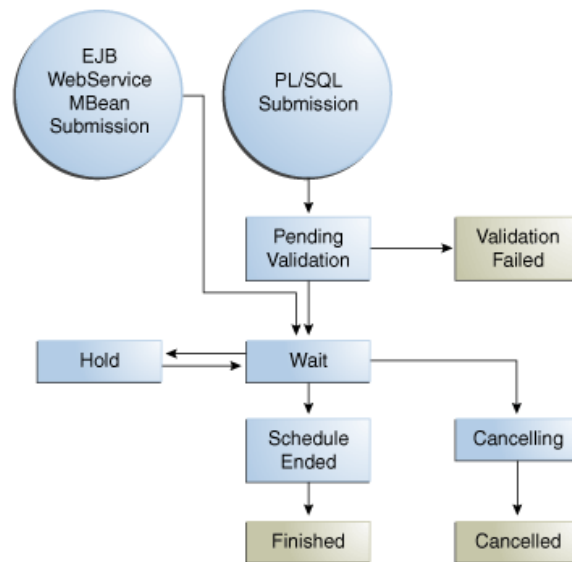 EJB
WebService
MBean
Submission
PL/SQL
Submission
Pending
Validation
Validation
Failed
Hold
Wait
Schedule
Ended
Cancelling
Finished
Cancelled